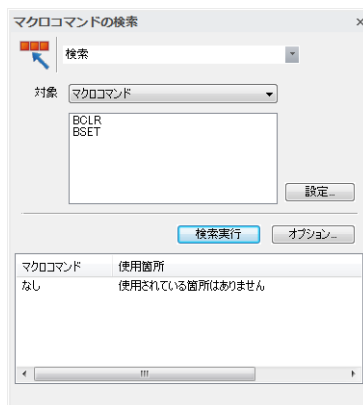 マクロコマンドの検索
検索
対象 マクロコマンド
BCLR
BSET
設定...
検索実行 オプション...
マクロコマンド 使用箇所
なし 使用されている箇所はありません